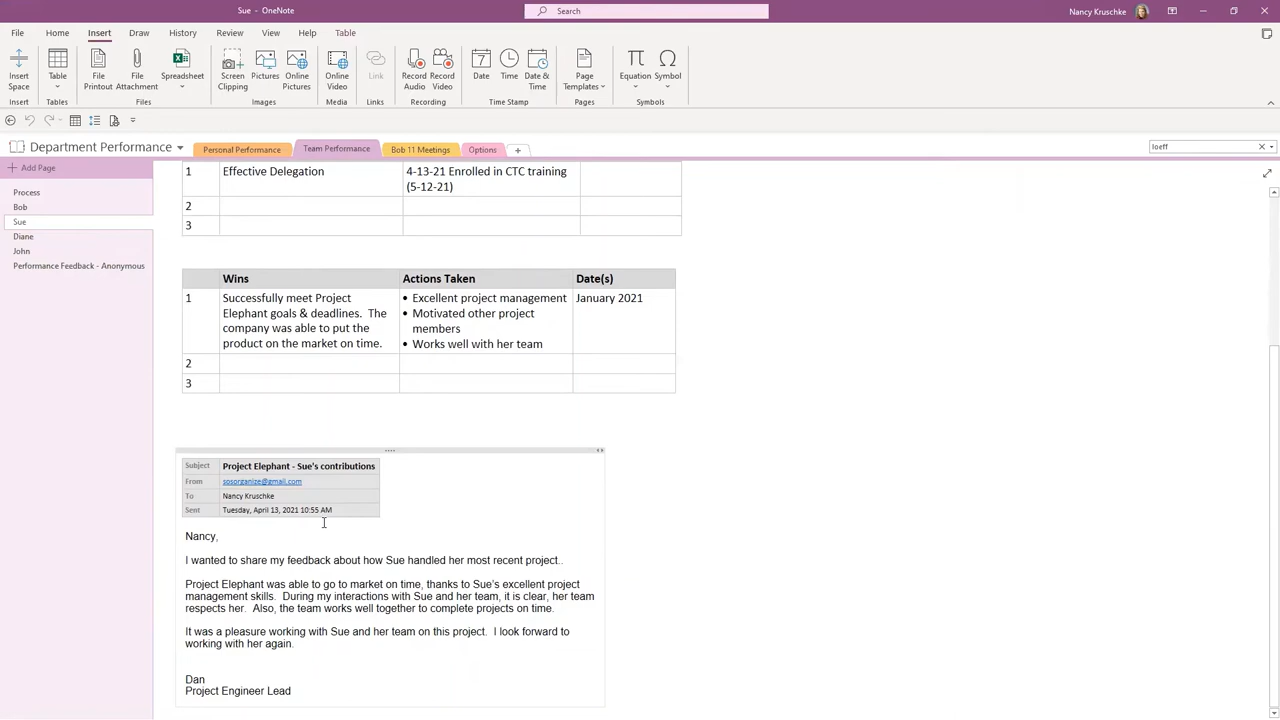 Sue - OneNote
Search
Nancy Kruschke
File Home Insert Draw History Review View Help Table
Insert Space
Table
File Printout
File Attachment
Spreadsheet
Screen Clipping
Pictures
Online Pictures
Online Video
Link
Record Audio
Record Video
Date
Time
Date & Time
Page Templates
Equation
Symbol
Insert Tables Files Images Media Links Recording Time Stamp Pages Symbols
Department Performance
Personal Performance Team Performance Bob 11 Meetings Options +
loeff
Add Page
Process
Bob
Sue
Diane
John
Performance Feedback - Anonymous
1 Effective Delegation 4-13-21 Enrolled in CTC training
(5-12-21)
2
3
Wins Actions Taken Date(s)
1 Successfully meet Project • Excellent project management January 2021
Elephant goals & deadlines. The • Motivated other project
company was able to put the members
product on the market on time. • Works well with her team
2
3
Subject Project Elephant - Sue's contributions
From sosorganize@gmail.com
To Nancy Kruschke
Sent Tuesday, April 13, 2021 10:55 AM
Nancy,
I wanted to share my feedback about how Sue handled her most recent project..
Project Elephant was able to go to market on time, thanks to Sue's excellent project
management skills. During my interactions with Sue and her team, it is clear, her team
respects her. Also, the team works well together to complete projects on time.
It was a pleasure working with Sue and her team on this project. I look forward to
working with her again.
Dan
Project Engineer Lead